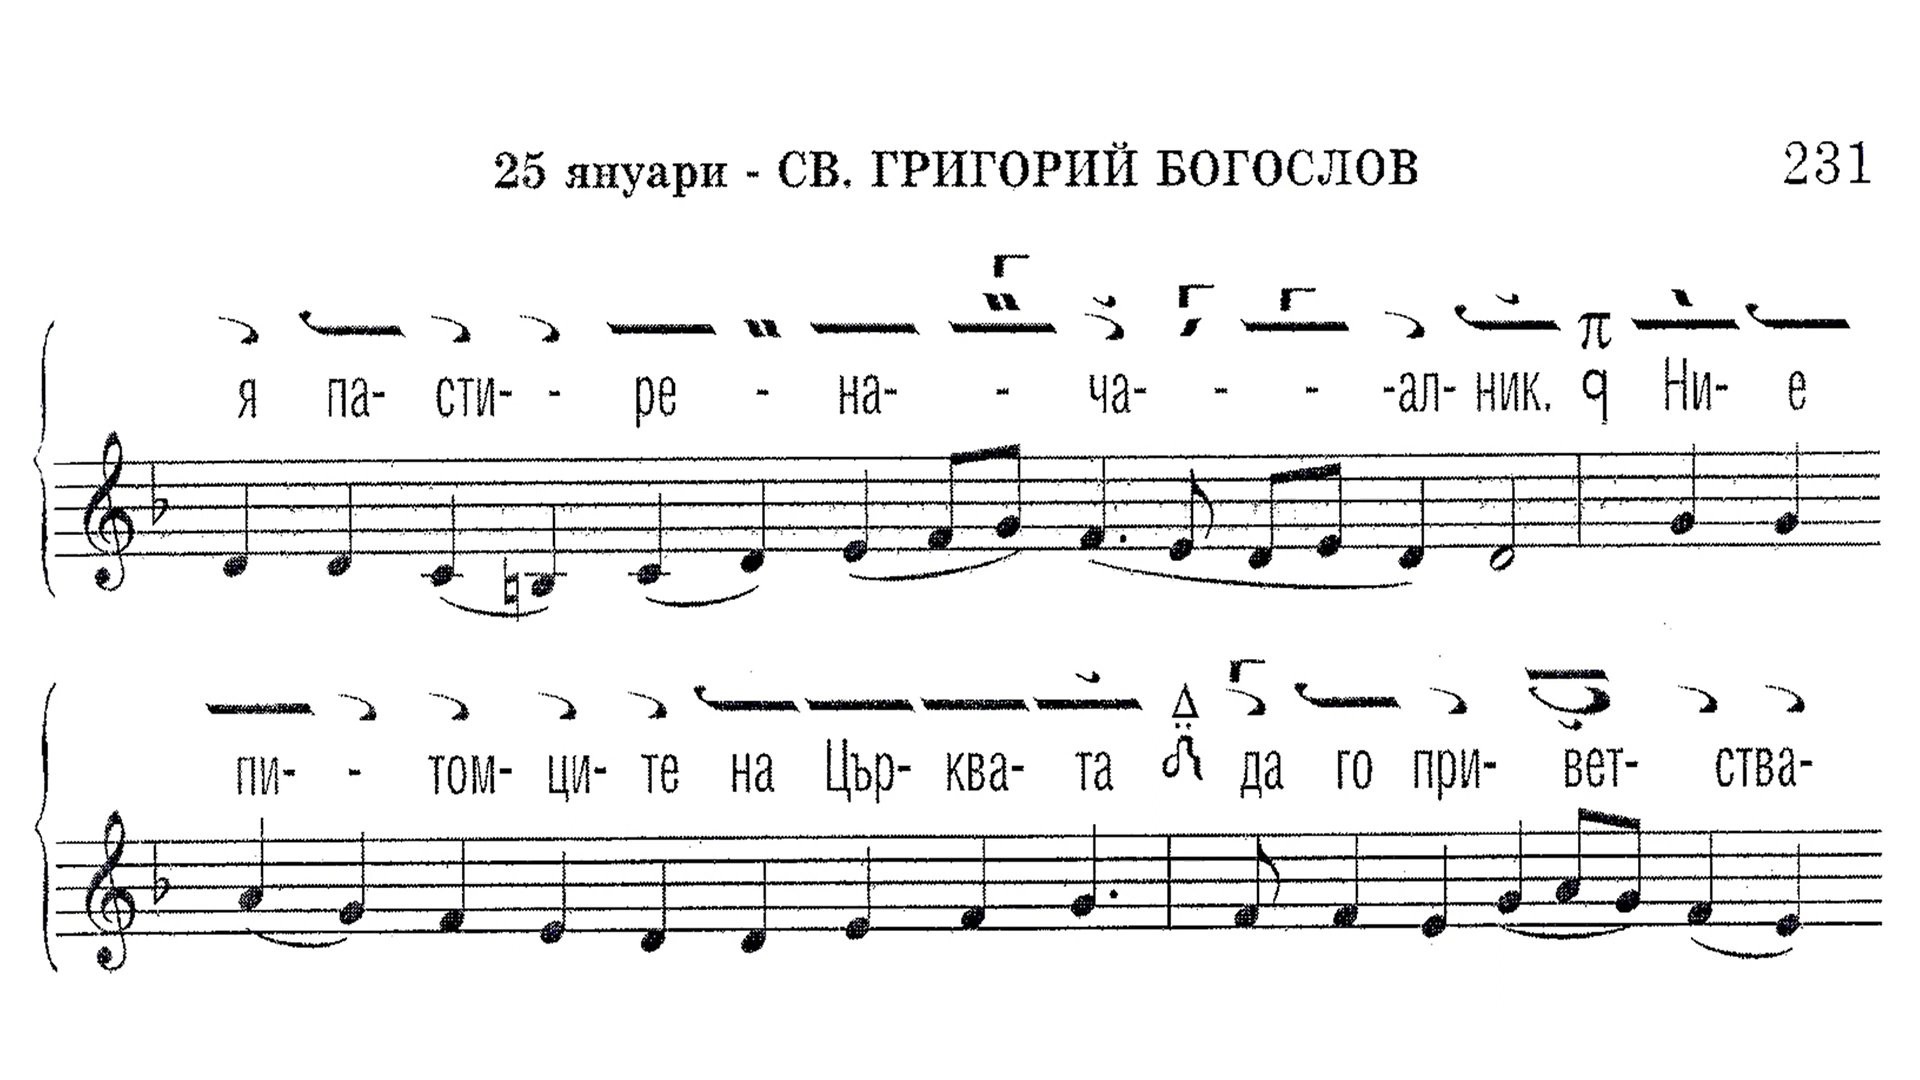 25 януари - СВ. ГРИГОРИЙ БОГОСЛОВ 231
я па- сти- - ре - на- - ча- - - -ал- ник. Ни- е
пи- - том- ци- те на Цър- ква- та да го при- вет- ства-